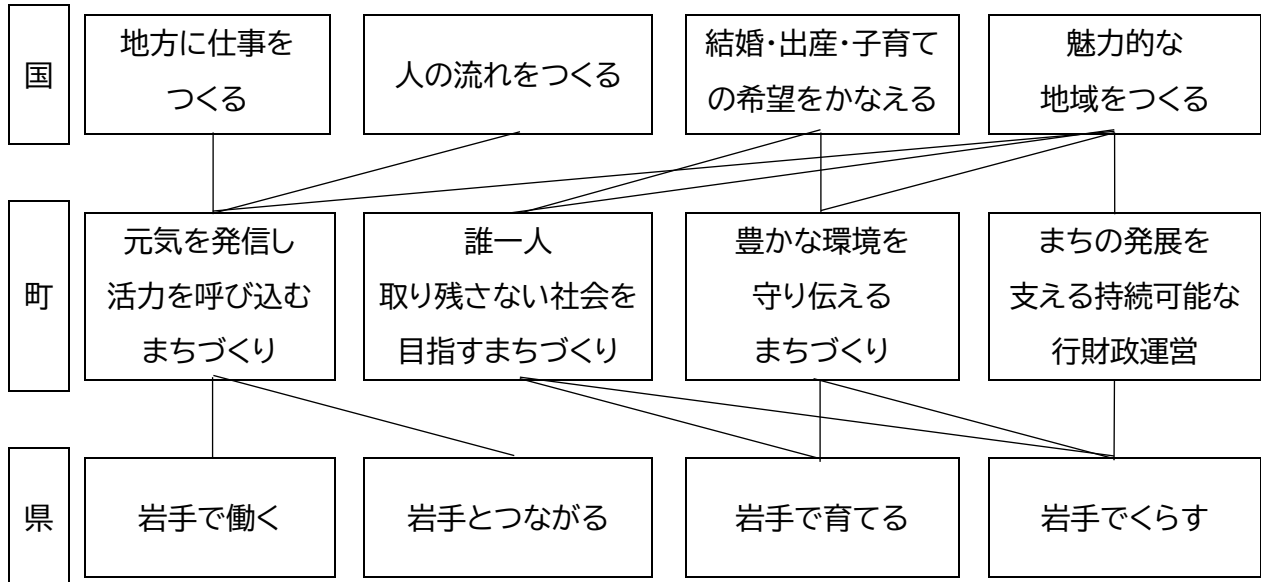 国
地方に仕事を
つくる
人の流れをつくる
結婚・出産・子育て
の希望をかなえる
魅力的な
地域をつくる
町
元気を発信し
活力を呼び込む
まちづくり
誰一人
取り残さない社会を
目指すまちづくり
豊かな環境を
守り伝える
まちづくり
まちの発展を
支える持続可能な
行財政運営
県
岩手で働く
岩手とつながる
岩手で育てる
岩手でくらす